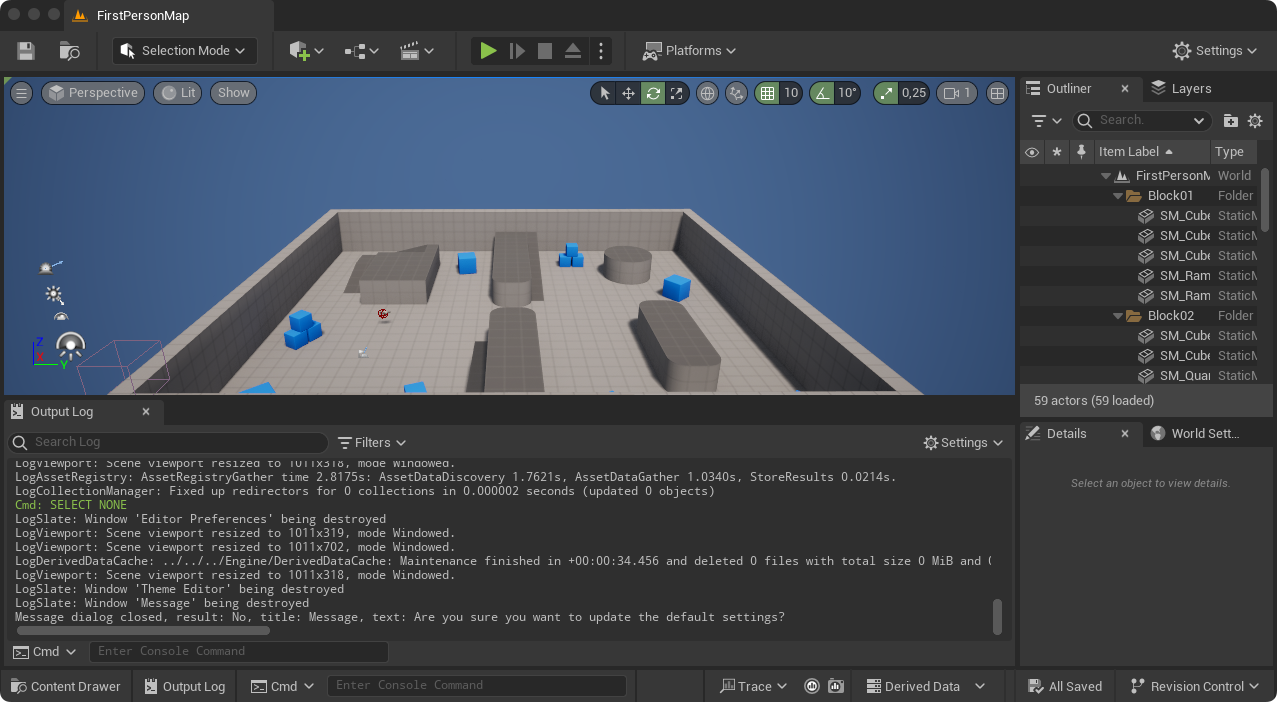 FirstPersonMap
Selection Mode
Platforms
Settings
Perspective
Lit
Show
10
10°
0,25
1
Z
X
Y
Outliner
Layers
Search.
Item Label
Type
FirstPersonM
World
Block01
Folder
SM_Cube
StaticM
SM_Cube
StaticM
SM_Cube
StaticM
SM_Ram
StaticM
SM_Ram
StaticM
Block02
Folder
SM_Cube
StaticM
SM_Cube
StaticM
SM_Quar
StaticM
59 actors (59 loaded)
Details
World Sett…
Select an object to view details.
Output Log
Search Log
Filters
Settings
LogViewport: Scene viewport resized to 1011x318, mode Windowed.
LogAssetRegistry: AssetRegistryGather time 2.8175s: AssetDataDiscovery 1.7621s, AssetDataGather 1.0340s, StoreResults 0.0214s.
LogCollectionManager: Fixed up redirectors for 0 collections in 0.000002 seconds (updated 0 objects)
Cmd: SELECT NONE
LogSlate: Window 'Editor Preferences' being destroyed
LogViewport: Scene viewport resized to 1011x319, mode Windowed.
LogViewport: Scene viewport resized to 1011x702, mode Windowed.
LogDerivedDataCache: ../../../Engine/DerivedDataCache: Maintenance finished in +00:00:34.456 and deleted 0 files with total size 0 MiB and
LogViewport: Scene viewport resized to 1011x318, mode Windowed.
LogSlate: Window 'Theme Editor' being destroyed
LogSlate: Window 'Message' being destroyed
Message dialog closed, result: No, title: Message, text: Are you sure you want to update the default settings?
Cmd
Enter Console Command
Content Drawer
Output Log
Cmd
Enter Console Command
Trace
Derived Data
All Saved
Revision Control